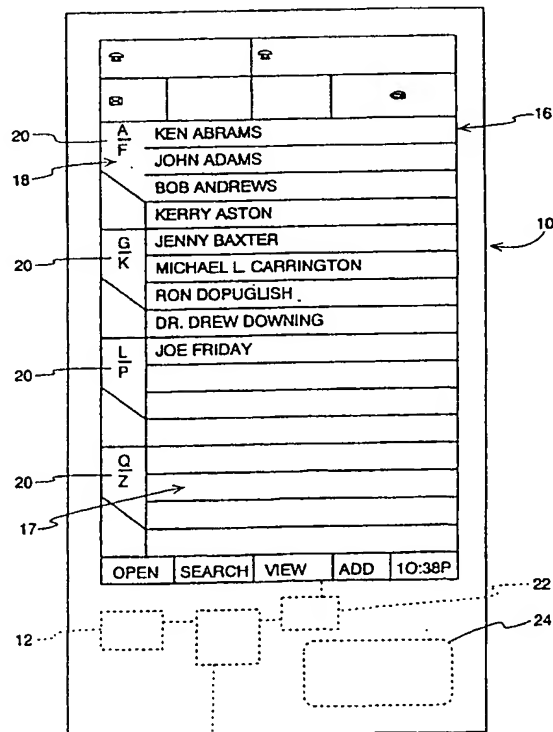 A
F
KEN ABRAMS
JOHN ADAMS
BOB ANDREWS
KERRY ASTON
G
K
JENNY BAXTER
MICHAEL L. CARRINGTON
RON DOPUGLISH
DR. DREW DOWNING
L
P
JOE FRIDAY
Q
Z
OPEN SEARCH VIEW ADD 10:38P
20
18
20
20
20
17
12
16
10
22
24